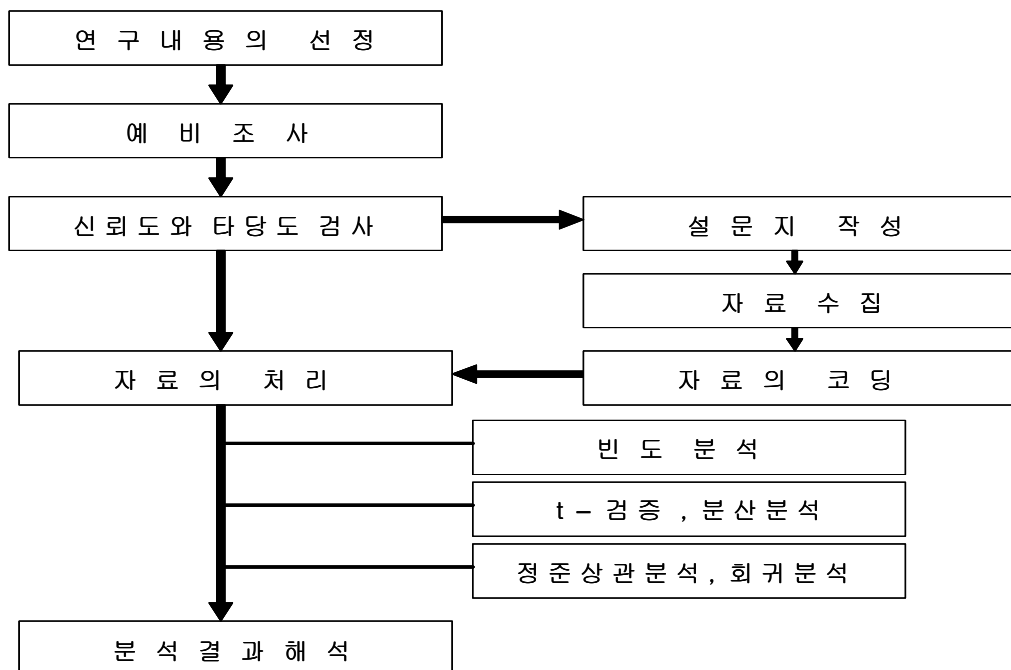 연구내용의 선정
예 비 조 사
신뢰도와 타당도 검사
설문지 작성
자료 수집
자료의 처리
자료의 코딩
빈도 분석
t - 검증 , 분산분석
정준상관분석, 회귀분석
분석결과해석